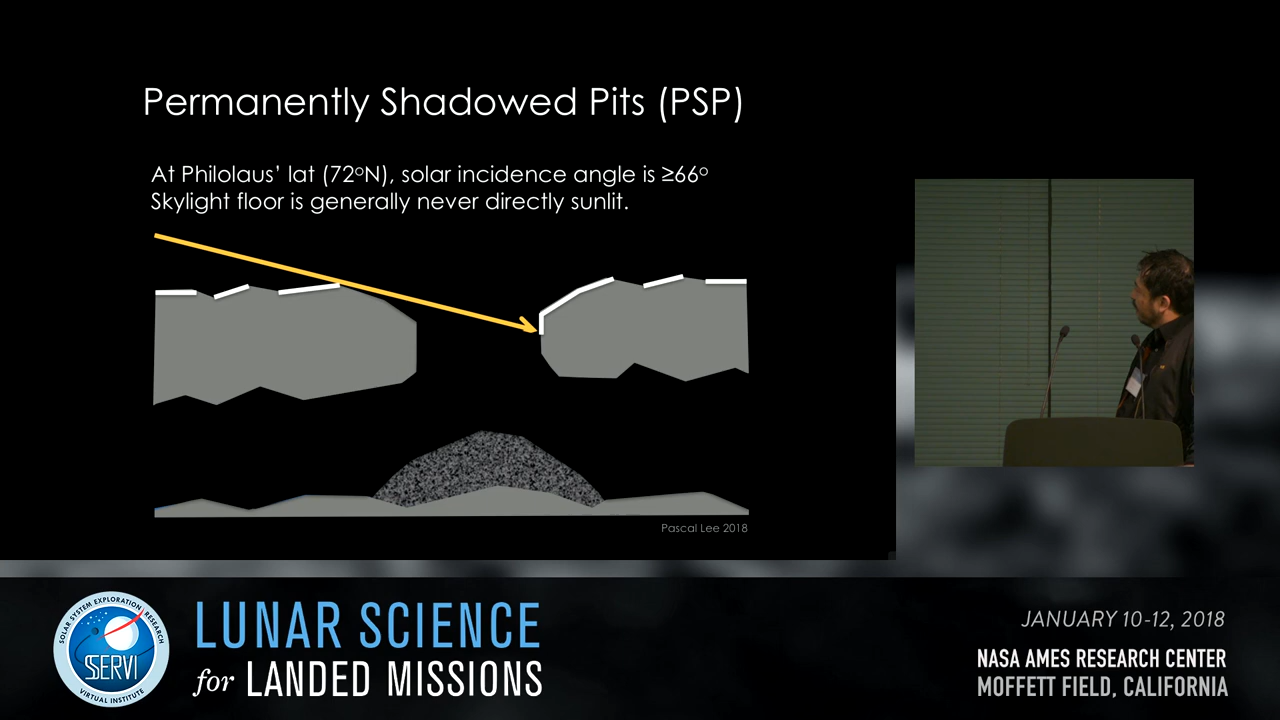 Permanently Shadowed Pits (PSP)
At Philolaus' lat (72°N), solar incidence angle is ≥66°
Skylight floor is generally never directly sunlit.
Pascal Lee 2018
SOLAR SYSTEM EXPLORATION RESEARCH
SSERVI
VIRTUAL INSTITUTE
LUNAR SCIENCE
for LANDED MISSIONS
JANUARY 10-12, 2018
NASA AMES RESEARCH CENTER
MOFFETT FIELD, CALIFORNIA